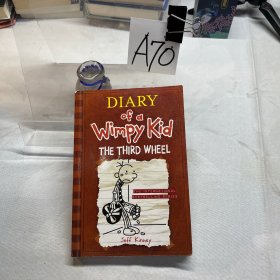 A70
DIARY
of a
Wimpy Kid
THE THIRD WHEEL
Jeff Kinney